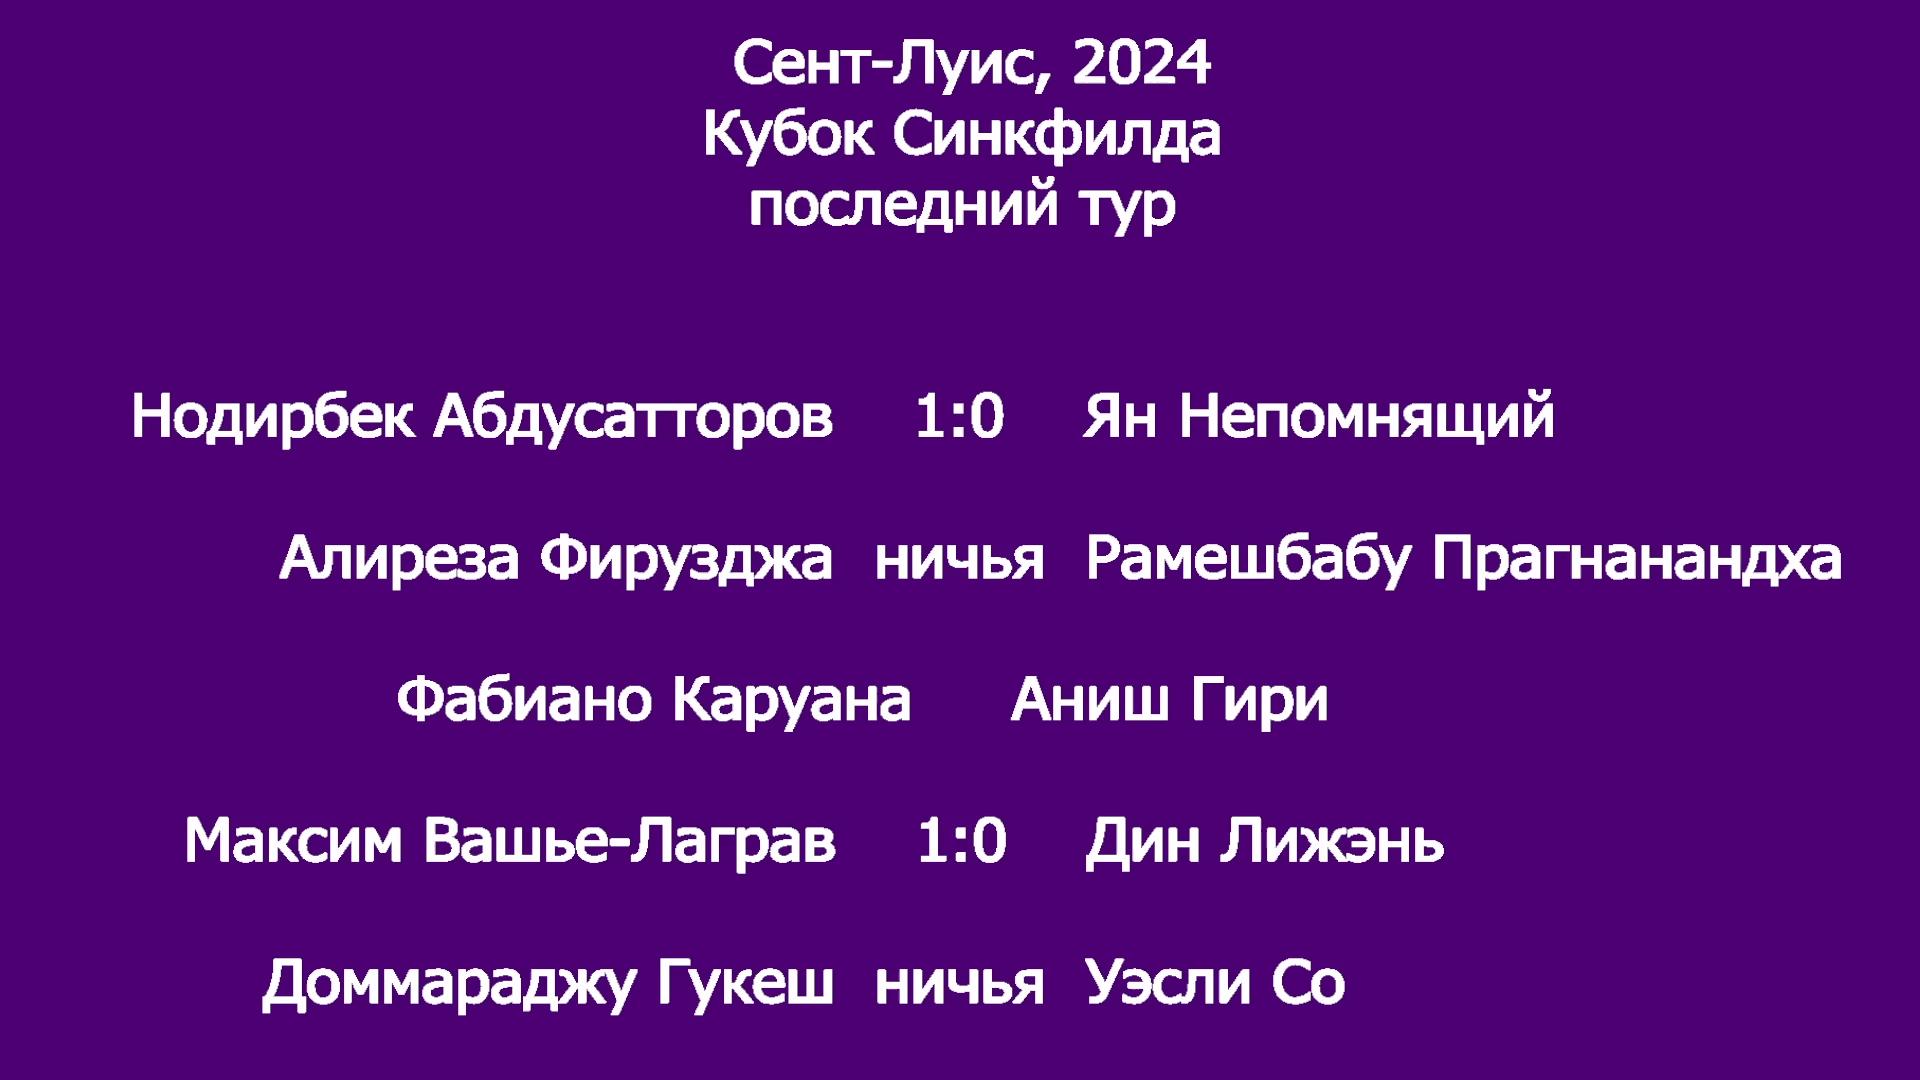 Сент-Луис, 2024
Кубок Синкфилда
последний тур
Нодирбек Абдусатторов 1:0 Ян Непомнящий
Алиреза Фирузджа ничья Рамешбабу Прагнанандха
Фабиано Каруана Аниш Гири
Максим Вашье-Лаграв 1:0 Дин Лижэнь
Доммараджу Гукеш ничья Уэсли Со